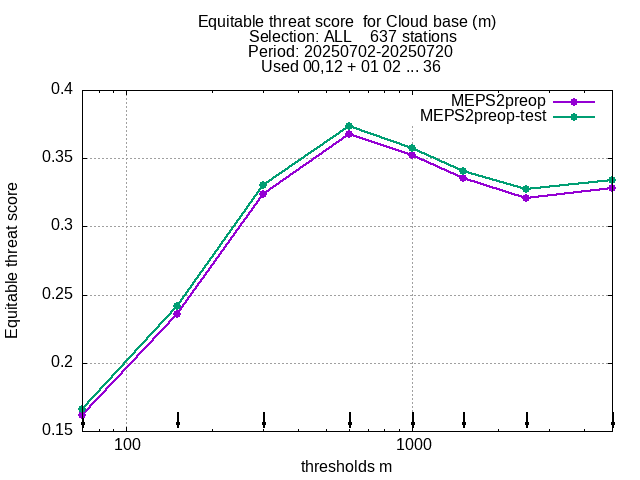 Equitable threat score  for Cloud base (m)
Selection: ALL    637 stations
Period: 20250702-20250720
Used 00,12 + 01 02 ... 36
MEPS2preop
MEPS2preop-test
0.4
0.35
0.3
0.25
0.2
0.15
Equitable threat score
100
1000
thresholds m